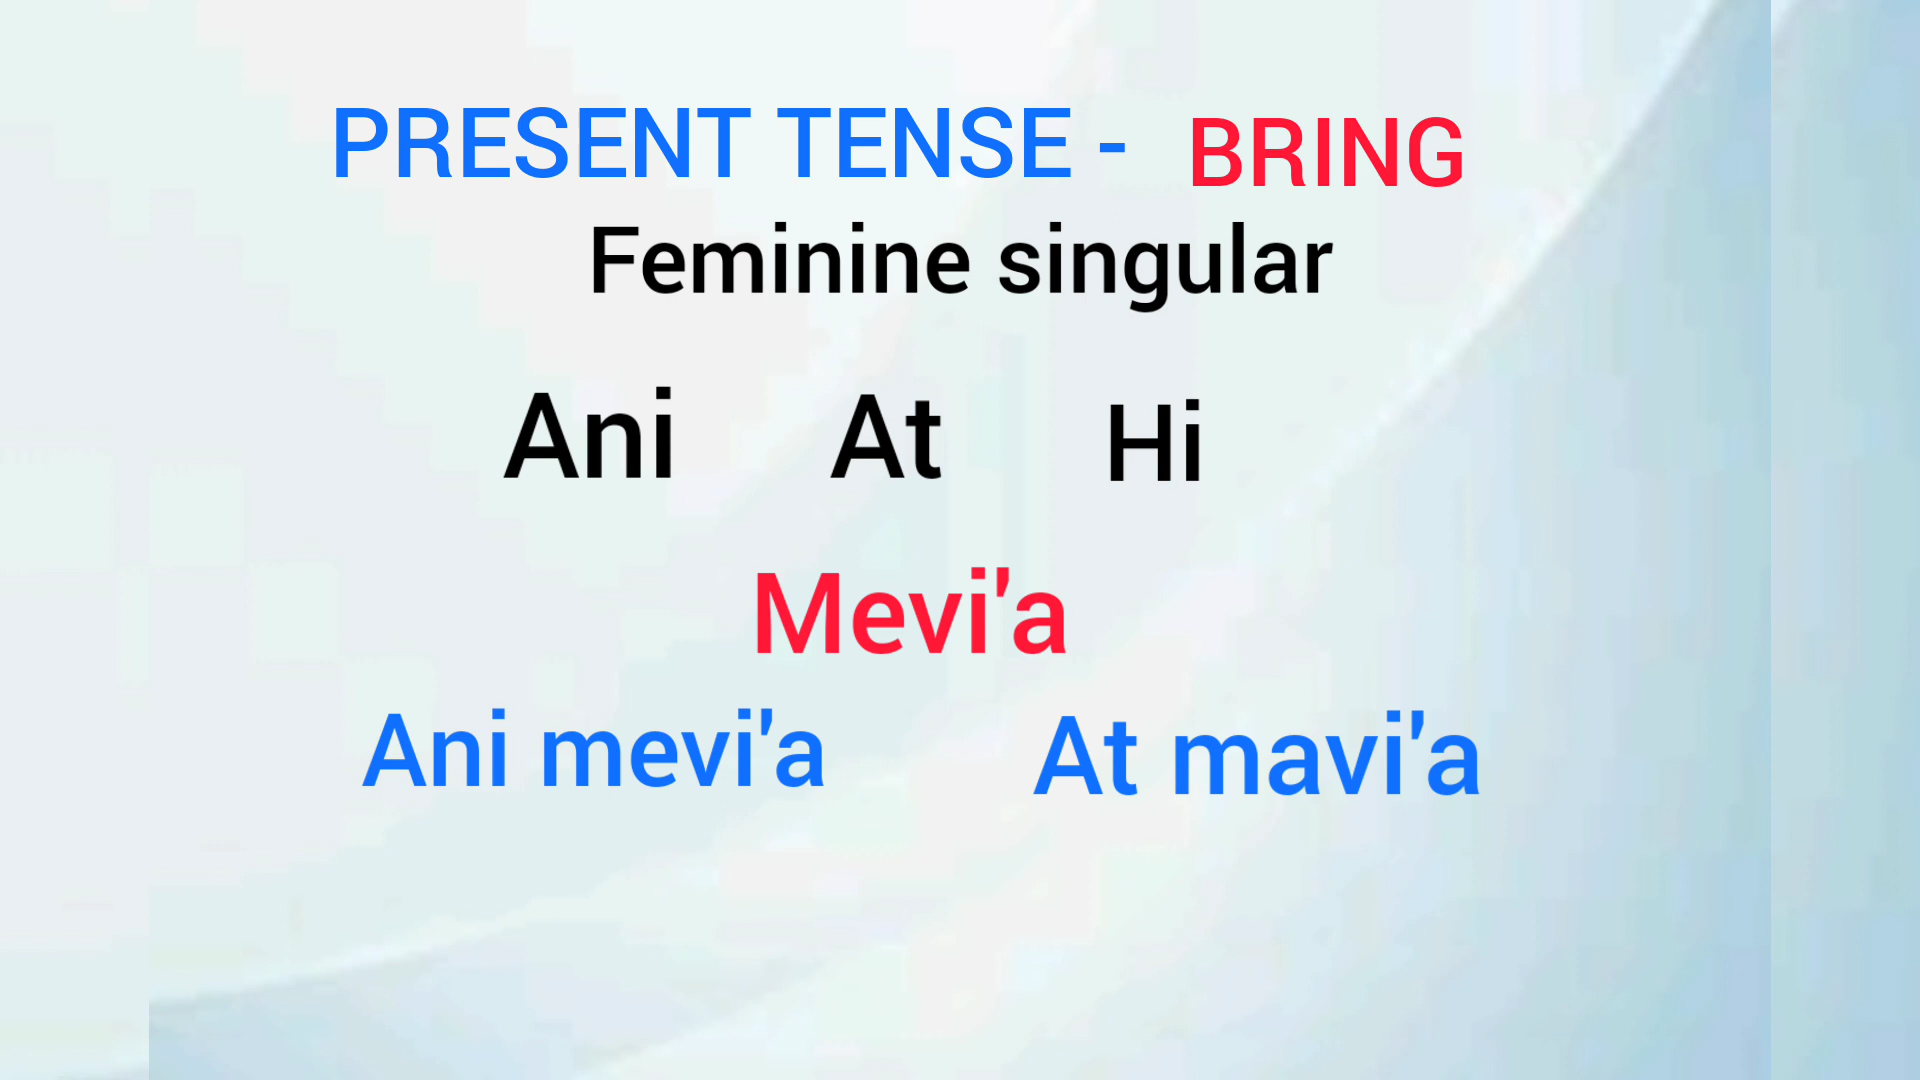 PRESENT TENSE - BRING
Feminine singular
Ani At Hi
Mevi'a
Ani mevi'a At mavi'a